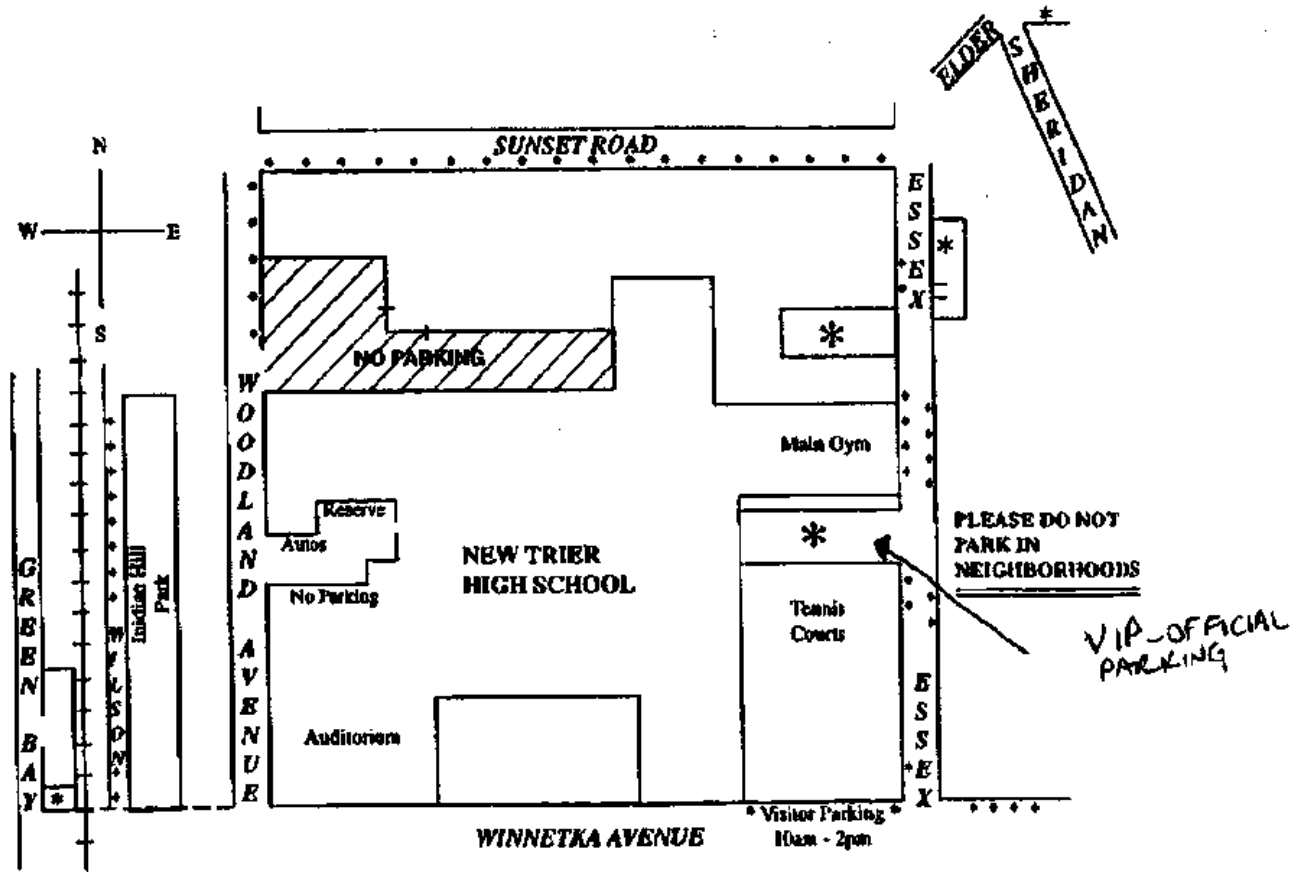 ELDER
SHERIDAN
SUNSET ROAD
N
W
E
S
ESSEX
NO PARKING
WOODLAND AVENUE
Main Gym
Reserve
Autos
No Parking
NEW TRIER
HIGH SCHOOL
PLEASE DO NOT
PARK IN
NEIGHBORHOODS
Tennis
Courts
VIP-OFFICIAL
PARKING
GREEN BAY
WILSON
Indian Hill
Park
Auditorium
ESSEX
Visitor Parking
10am - 2pm
WINNETKA AVENUE